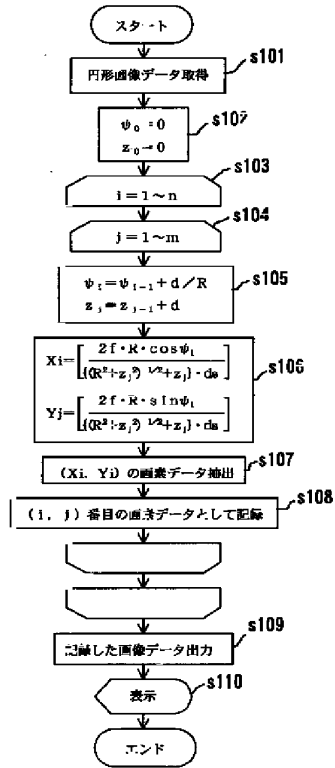 スタート
円形画像データ取得 s101
ψ₀=0 s102
z₀=0
s103
i=1～n
s104
j=1～m
s105
ψᵢ=ψᵢ₋₁+d/R
zⱼ=zⱼ₋₁+d
s106
Xi=[2f・R・cosψᵢ/{(R²+zⱼ²)^1/2+zⱼ}・ds]
Yj=[2f・R・sinψᵢ/{(R²+zⱼ²)^1/2+zⱼ}・ds]
s107
(Xi, Yi)の画素データ抽出
s108
(i, j)番目の画素データとして記録
s109
記録した画像データ出力
s110
表示
エンド